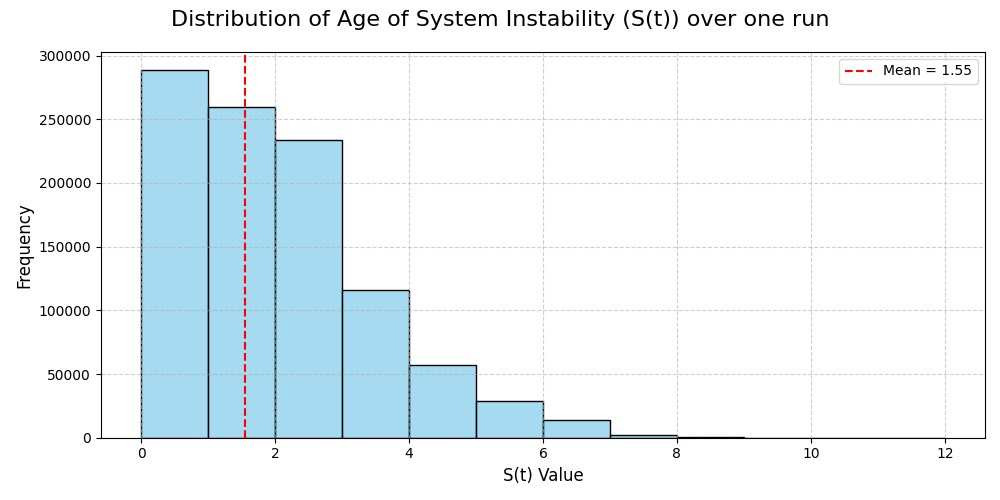 Distribution of Age of System Instability (S(t)) over one run
Mean = 1.55
300000
250000
200000
150000
100000
50000
0
Frequency
0 2 4 6 8 10 12
S(t) Value